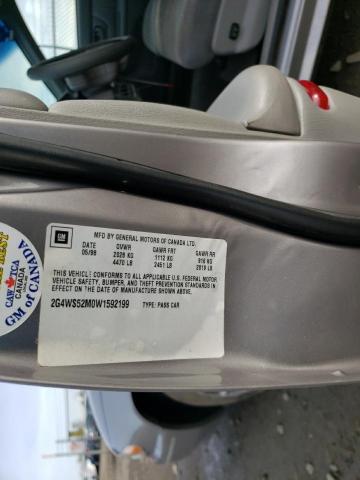 GM
MFD BY GENERAL MOTORS OF CANADA LTD.
05/98 GVWR GAWR FRT GAWR RR
2028 KG 1112 KG 916 KG
4470 LB 2451 LB 2019 LB
THIS VEHICLE CONFORMS TO ALL APPLICABLE U.S. FEDERAL MOTOR
VEHICLE SAFETY, BUMPER, AND THEFT PREVENTION STANDARDS IN
EFFECT ON THE DATE OF MANUFACTURE SHOWN ABOVE.
2G4WS52M0W1592199 TYPE: PASS CAR
CAW TCA
CANADA
GM of CANADA